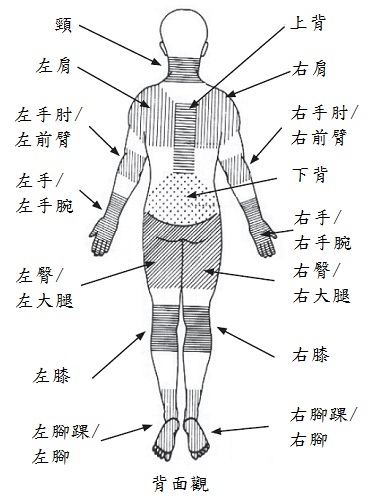 頸
上背
左肩
右肩
左手肘/
左前臂
右手肘/
右前臂
下背
左手/
左手腕
右手/
右手腕
左臀/
左大腿
右臀/
右大腿
左膝
右膝
左腳踝/
左腳
右腳踝/
右腳
背面觀